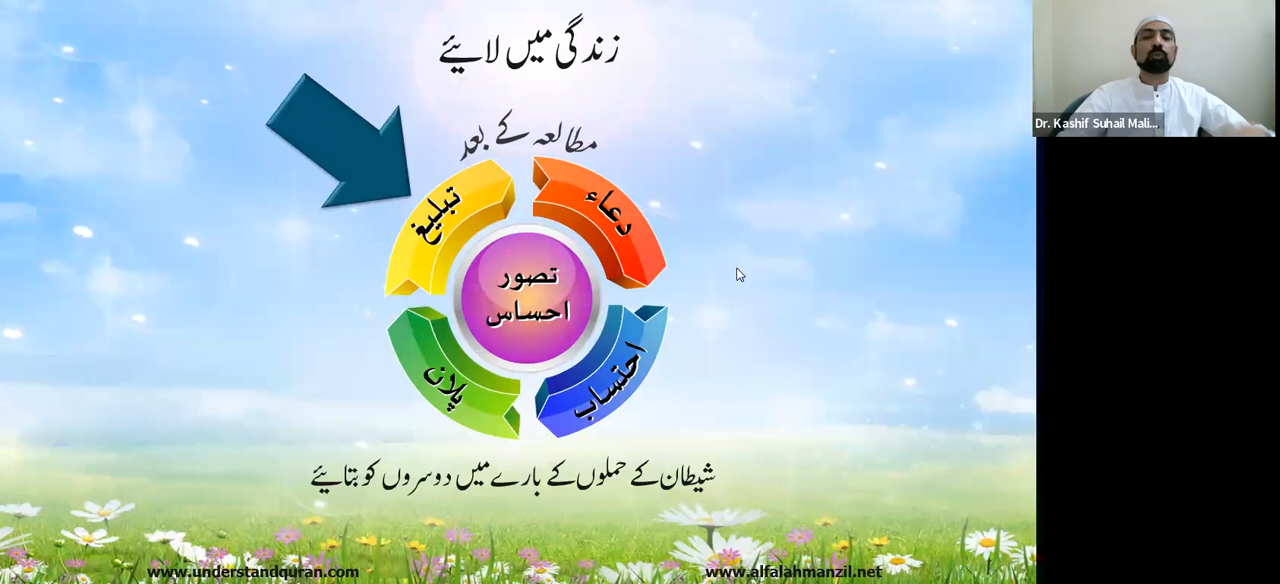 زندگی میں لائیے
Dr. Kashif Suhail Mali...
مطالعہ کے بعد
تبلیغ
دعاء
تصور
احساس
پلان
احتساب
شیطان کے حملوں کے بارے میں دوسروں کو بتائیے
www.understandquran.com
www.alfalahmanzil.net